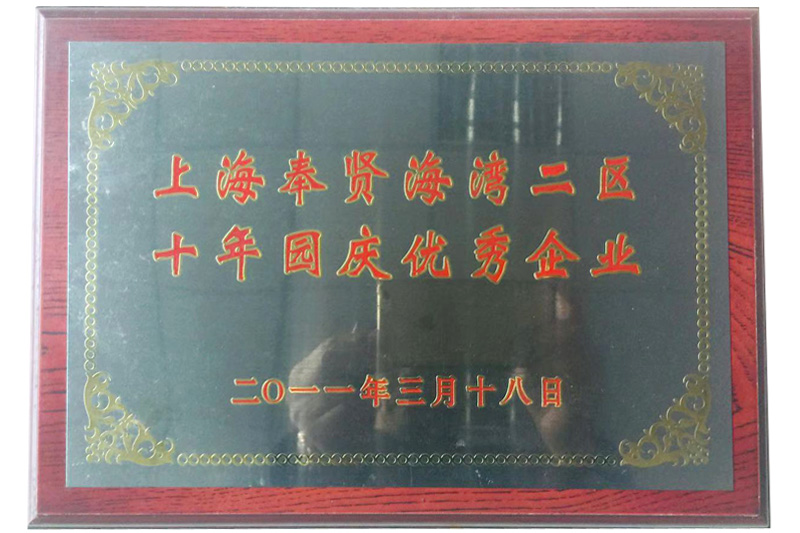 上海奉贤海湾二区
十年园庆优秀企业
二〇一一年三月十八日